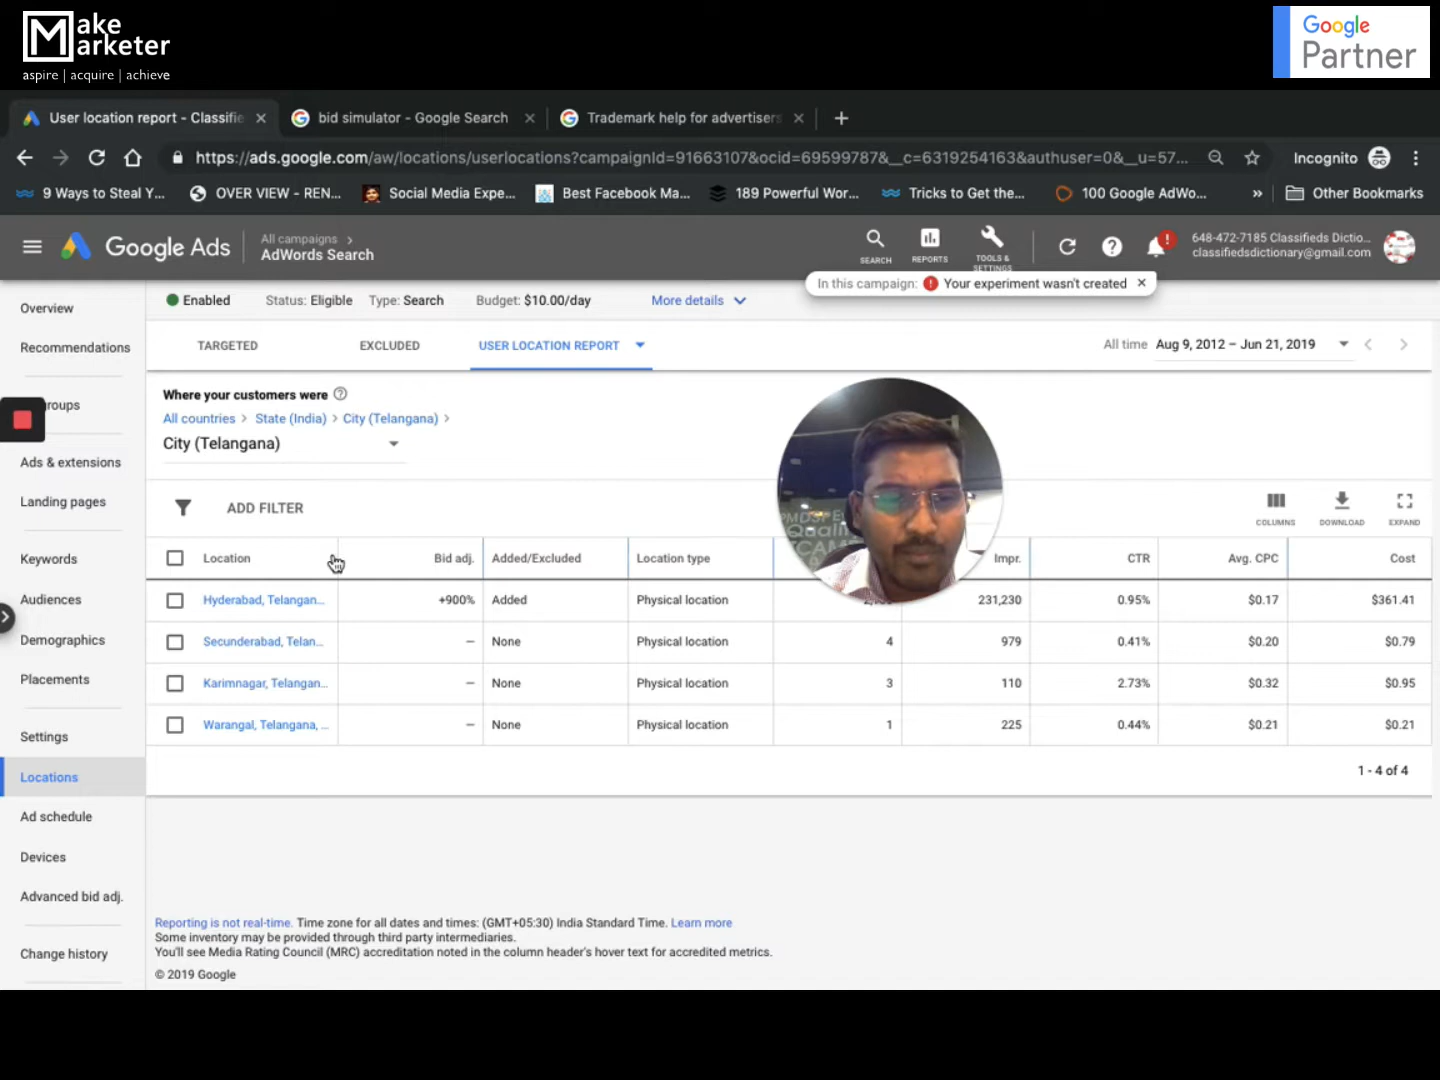 Make
Marketer
aspire | acquire | achieve
Google
Partner
User location report - Classifie
bid simulator - Google Search
Trademark help for advertisers
https://ads.google.com/aw/locations/userlocations?campaignId=91663107&ocid=69599787&__c=6319254163&authuser=0&__u=57...
Incognito
9 Ways to Steal Y...
OVER VIEW - REN...
Social Media Expe...
Best Facebook Ma...
189 Powerful Wor...
Tricks to Get the...
100 Google AdWo...
»
Other Bookmarks
Google Ads
All campaigns >
AdWords Search
SEARCH
REPORTS
TOOLS &
SETTINGS
648-472-7185 Classifieds Dictio...
classifiedsdictionary@gmail.com
In this campaign: Your experiment wasn't created
Enabled Status: Eligible Type: Search Budget: $10.00/day More details
Overview
Recommendations
Ads & extensions
Landing pages
Keywords
Audiences
Demographics
Placements
Settings
Locations
Ad schedule
Devices
Advanced bid adj.
Change history
TARGETED EXCLUDED USER LOCATION REPORT
All time Aug 9, 2012 – Jun 21, 2019
Where your customers were
All countries > State (India) > City (Telangana) >
City (Telangana)
ADD FILTER
COLUMNS DOWNLOAD EXPAND
Location Bid adj. Added/Excluded Location type Impr. CTR Avg. CPC Cost
Hyderabad, Telangan... +900% Added Physical location 231,230 0.95% $0.17 $361.41
Secunderabad, Telan... – None Physical location 4 979 0.41% $0.20 $0.79
Karimnagar, Telangan... – None Physical location 3 110 2.73% $0.32 $0.95
Warangal, Telangana, ... – None Physical location 1 225 0.44% $0.21 $0.21
1 - 4 of 4
Reporting is not real-time. Time zone for all dates and times: (GMT+05:30) India Standard Time. Learn more
Some inventory may be provided through third party intermediaries.
You'll see Media Rating Council (MRC) accreditation noted in the column header's hover text for accredited metrics.
© 2019 Google